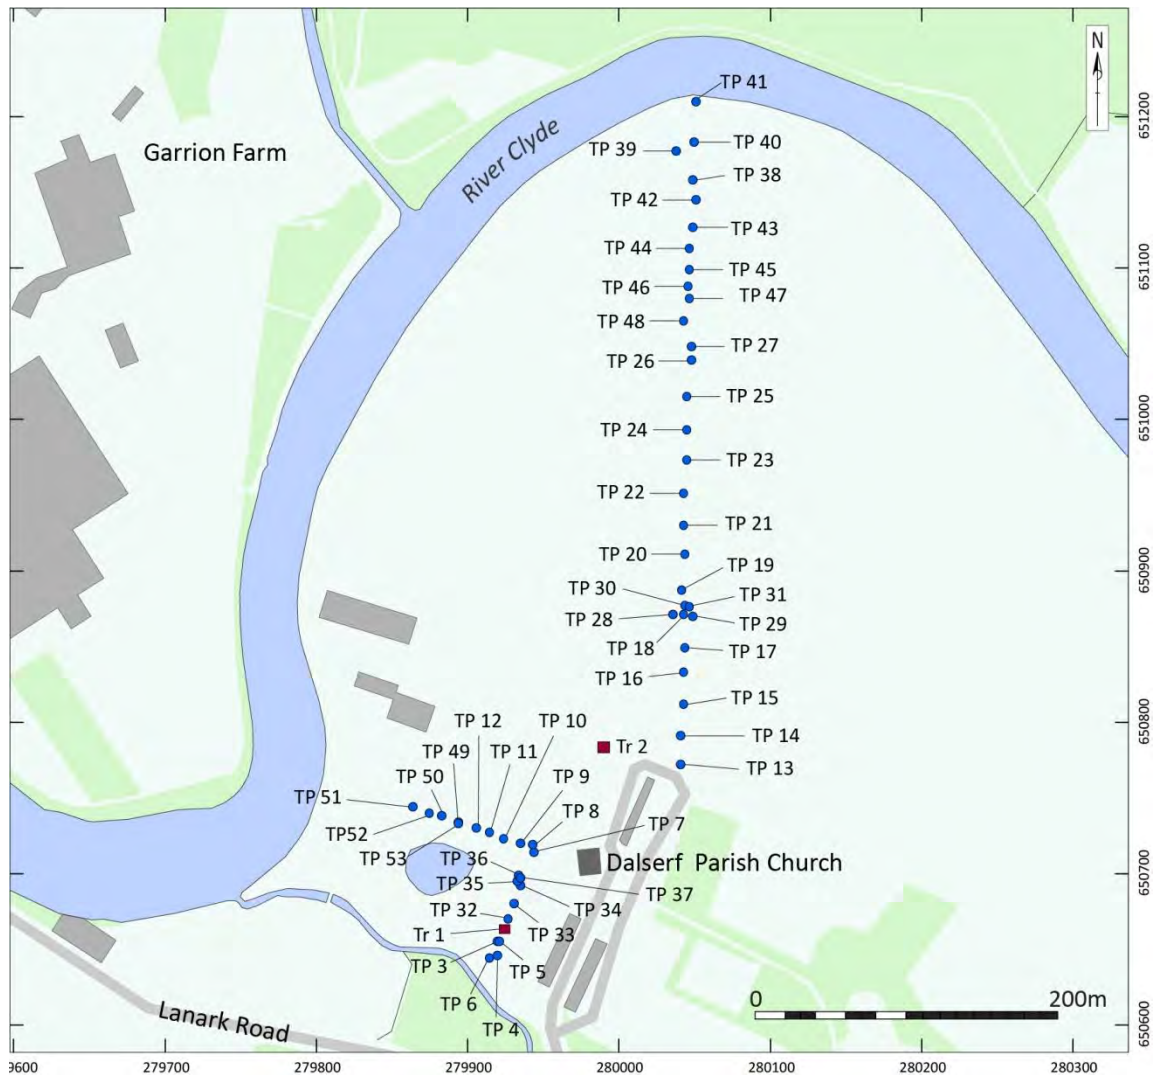 N
TP 41
Garrion Farm
River Clyde
TP 39
TP 40
TP 38
TP 42
TP 43
TP 44
TP 45
TP 46
TP 47
TP 48
TP 27
TP 26
TP 25
TP 24
TP 23
TP 22
TP 21
TP 20
TP 19
TP 30
TP 31
TP 28
TP 29
TP 18
TP 17
TP 16
TP 15
TP 12
TP 10
TP 14
Tr 2
TP 49
TP 11
TP 13
TP 50
TP 9
TP 51
TP 8
TP52
TP 7
TP 53
TP 36
Dalserf Parish Church
TP 35
TP 37
TP 34
TP 32
Tr 1
TP 33
TP 3
TP 5
TP 6
TP 4
Lanark Road
0
200m
651200
651100
651000
650900
650800
650700
650600
9600
279700
279800
279900
280000
280100
280200
280300